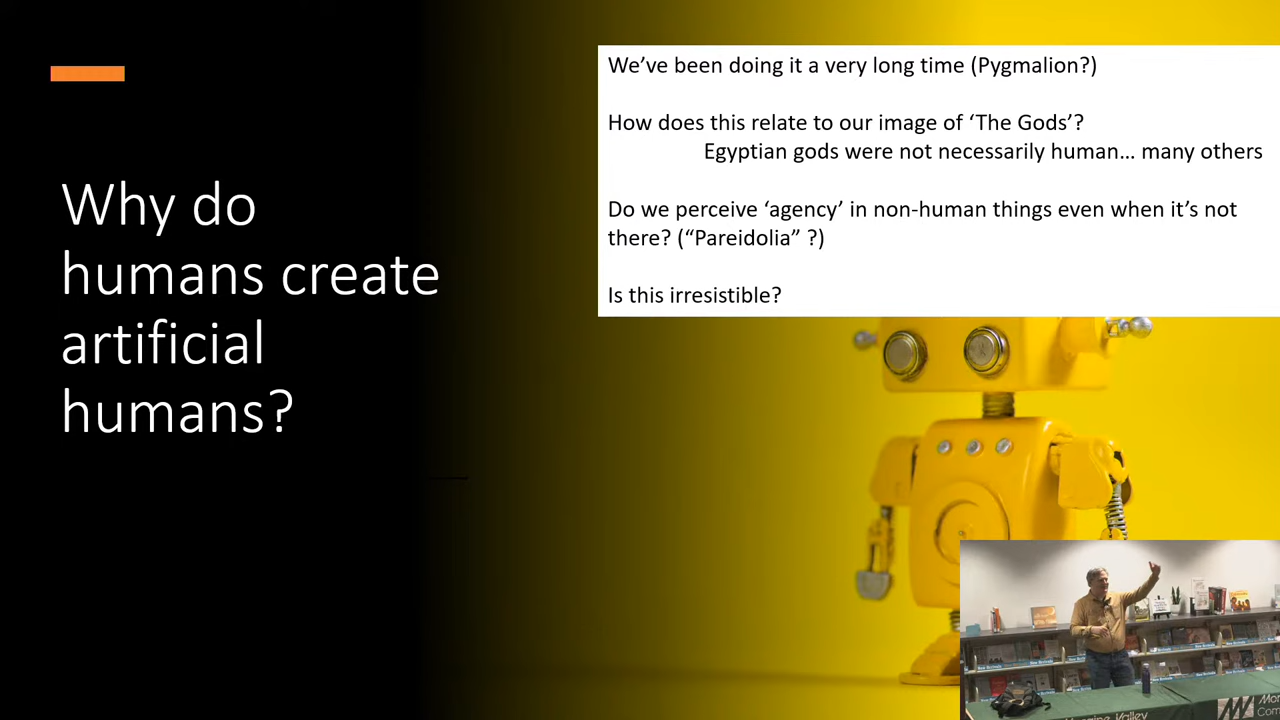 Why do
humans create
artificial
humans?
We’ve been doing it a very long time (Pygmalion?)
How does this relate to our image of ‘The Gods’?
Egyptian gods were not necessarily human… many others
Do we perceive ‘agency’ in non-human things even when it’s not
there? (“Pareidolia” ?)
Is this irresistible?
Valley